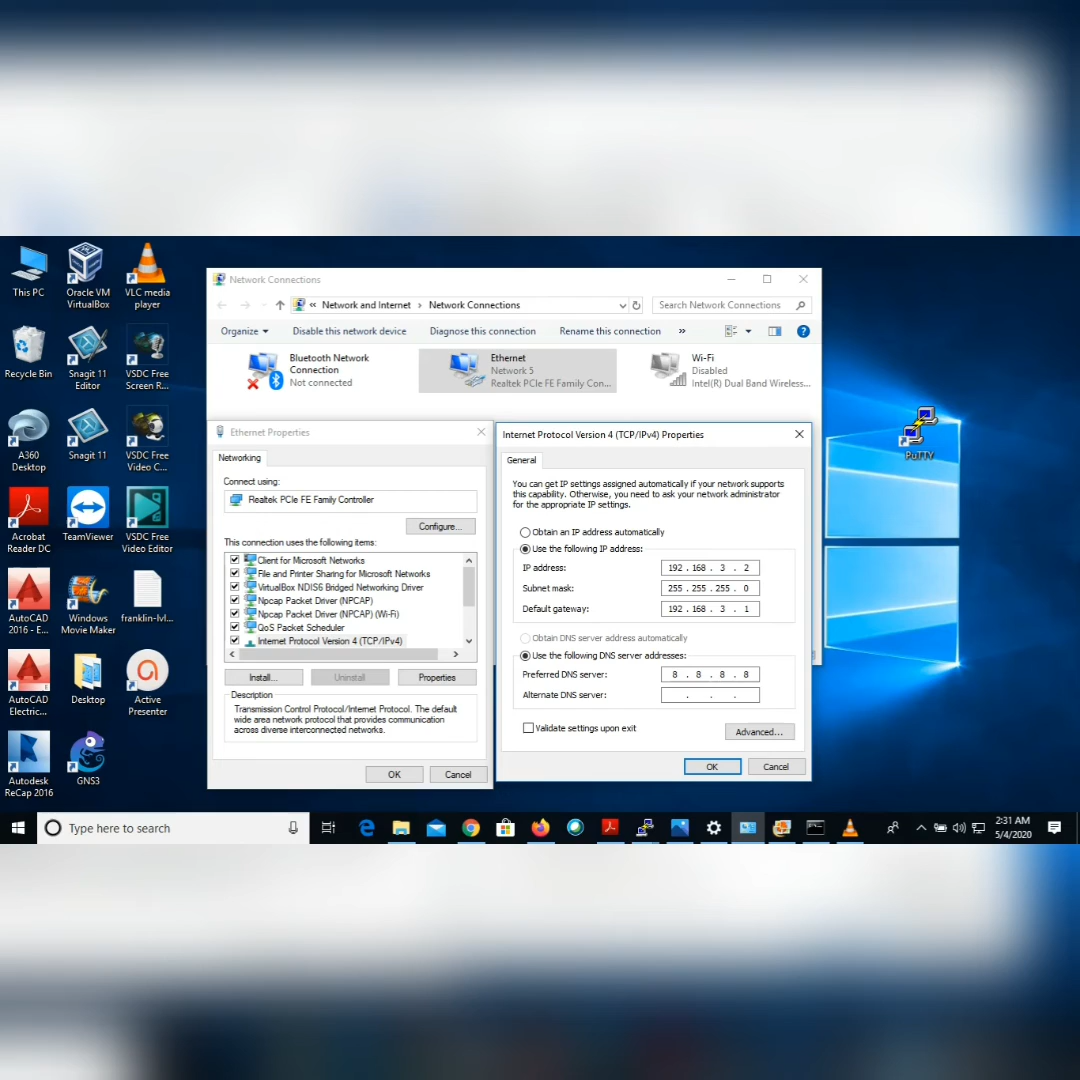 This PC
Oracle VM
VirtualBox
VLC media
player
Recycle Bin
Snagit 11
Editor
VSDC Free
Screen R...
A360
Desktop
Snagit 11
VSDC Free
Video C...
Acrobat
Reader DC
TeamViewer
VSDC Free
Video Editor
AutoCAD
2016 - E...
Windows
Movie Maker
franklin-lvl...
AutoCAD
Electric...
Desktop
Active
Presenter
Autodesk
ReCap 2016
GNS3
Network Connections
« Network and Internet › Network Connections
Search Network Connections
Organize
Disable this network device
Diagnose this connection
Rename this connection
»
Bluetooth Network
Connection
Not connected
Ethernet
Network 5
Realtek PCIe FE Family Con...
Wi-Fi
Disabled
Intel(R) Dual Band Wireless...
Ethernet Properties
Networking
Connect using:
Realtek PCIe FE Family Controller
Configure...
This connection uses the following items:
Client for Microsoft Networks
File and Printer Sharing for Microsoft Networks
VirtualBox NDIS6 Bridged Networking Driver
Npcap Packet Driver (NPCAP)
Npcap Packet Driver (NPCAP) (Wi-Fi)
QoS Packet Scheduler
Internet Protocol Version 4 (TCP/IPv4)
Install...
Uninstall
Properties
Description
Transmission Control Protocol/Internet Protocol. The default
wide area network protocol that provides communication
across diverse interconnected networks.
OK
Cancel
Internet Protocol Version 4 (TCP/IPv4) Properties
General
You can get IP settings assigned automatically if your network supports
this capability. Otherwise, you need to ask your network administrator
for the appropriate IP settings.
Obtain an IP address automatically
Use the following IP address:
IP address: 192 . 168 . 3 . 2
Subnet mask: 255 . 255 . 255 . 0
Default gateway: 192 . 168 . 3 . 1
Obtain DNS server address automatically
Use the following DNS server addresses:
Preferred DNS server: 8 . 8 . 8 . 8
Alternate DNS server: . . .
Validate settings upon exit
Advanced...
OK
Cancel
PuTTY
Type here to search
2:31 AM
5/4/2020